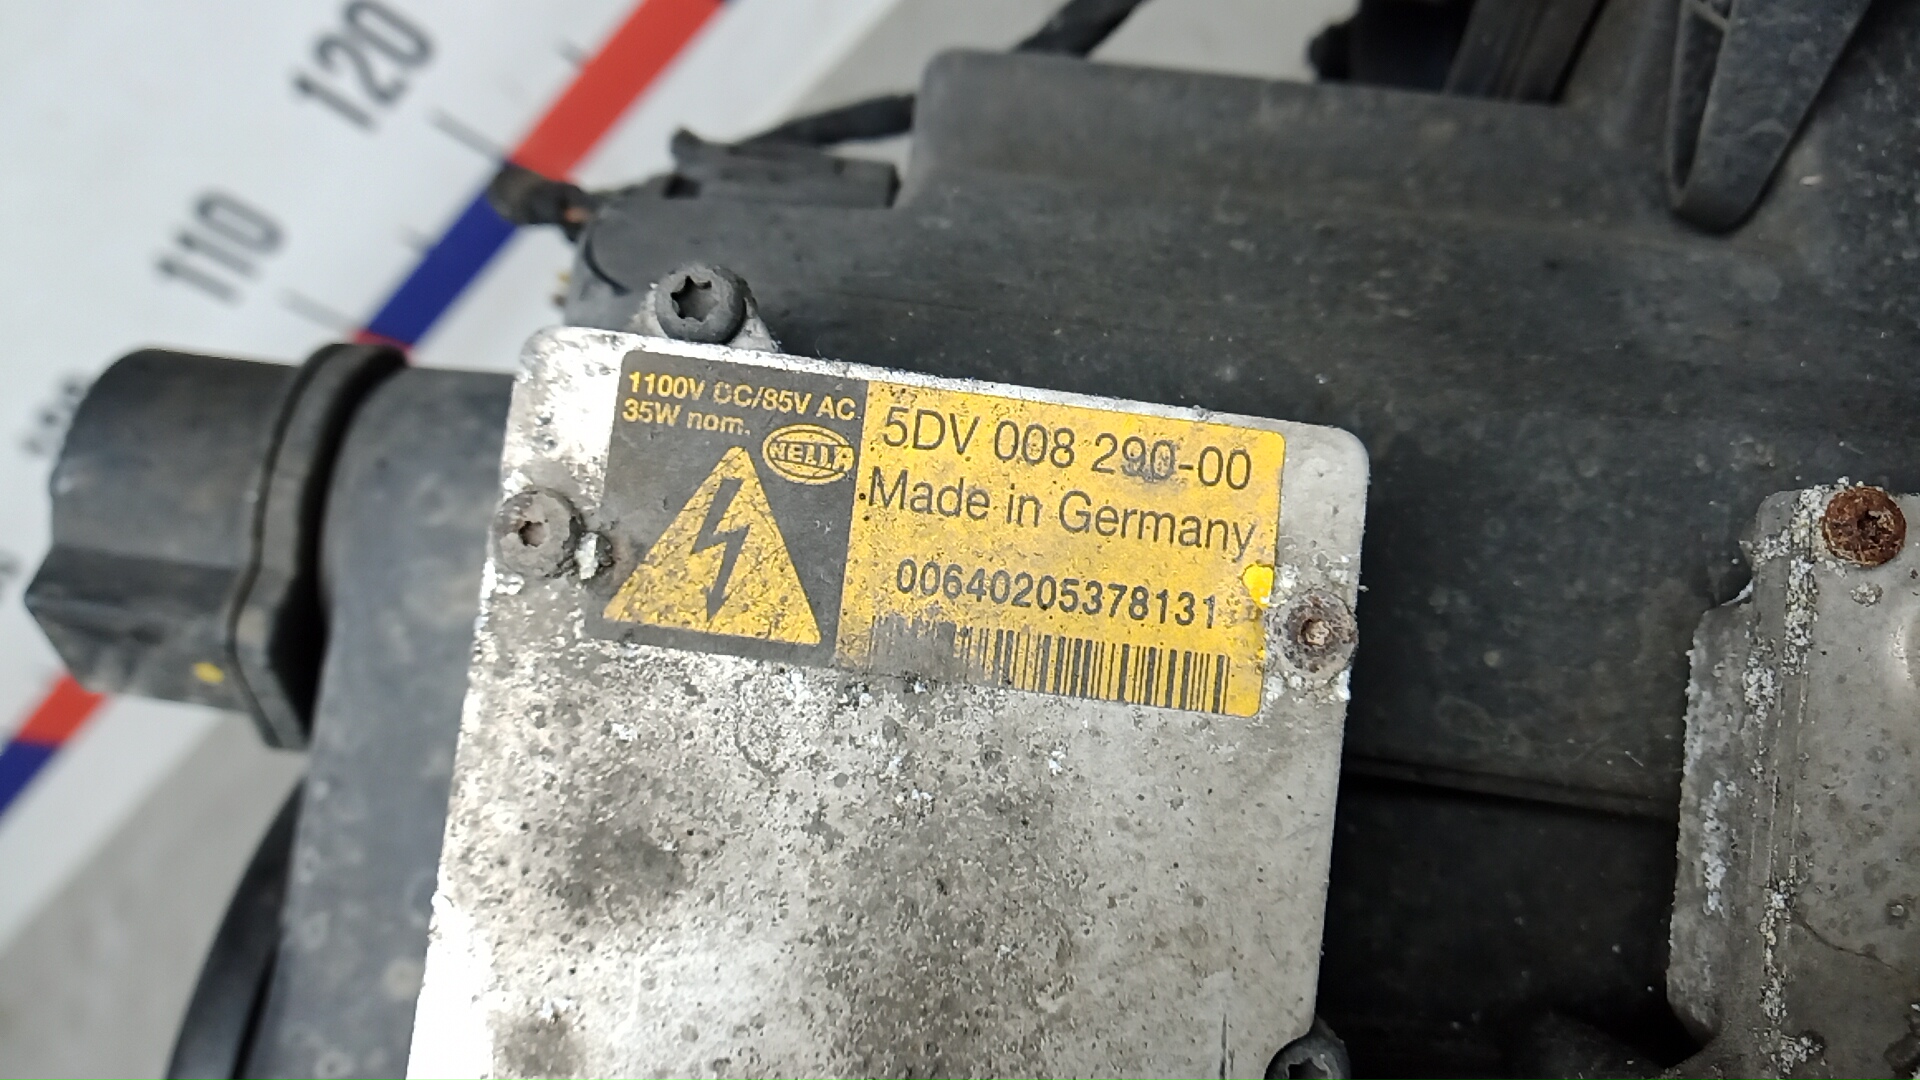 120
110
1100V DC/85V AC
35W nom.
HELLA
5DV 008 290-00
Made in Germany
00640205378131